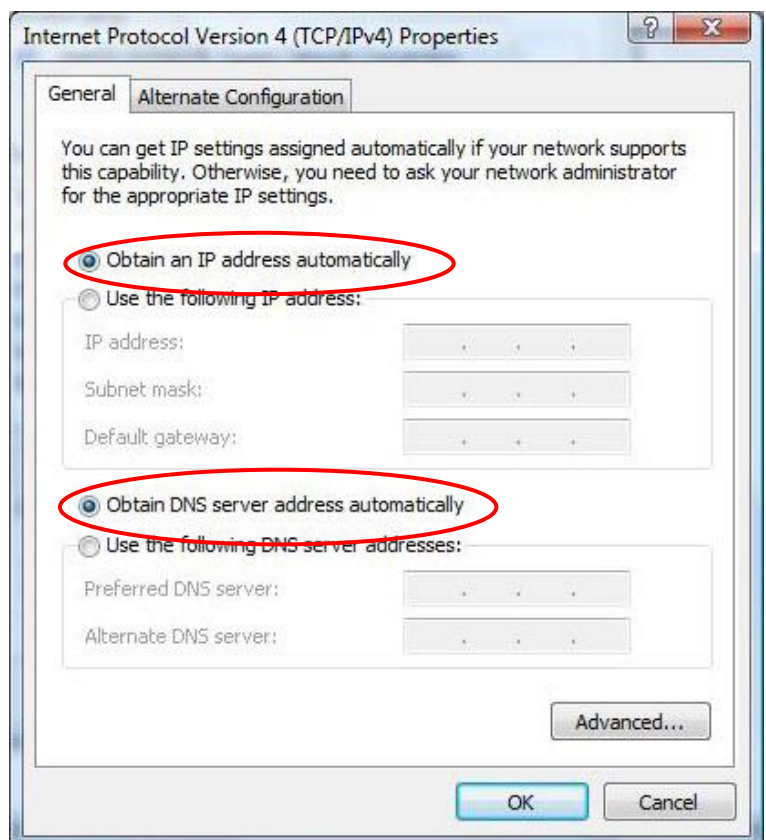 Internet Protocol Version 4 (TCP/IPv4) Properties
General
Alternate Configuration
You can get IP settings assigned automatically if your network supports
this capability. Otherwise, you need to ask your network administrator
for the appropriate IP settings.
Obtain an IP address automatically
Use the following IP address:
IP address:
Subnet mask:
Default gateway:
Obtain DNS server address automatically
Use the following DNS server addresses:
Preferred DNS server:
Alternate DNS server:
Advanced...
OK
Cancel